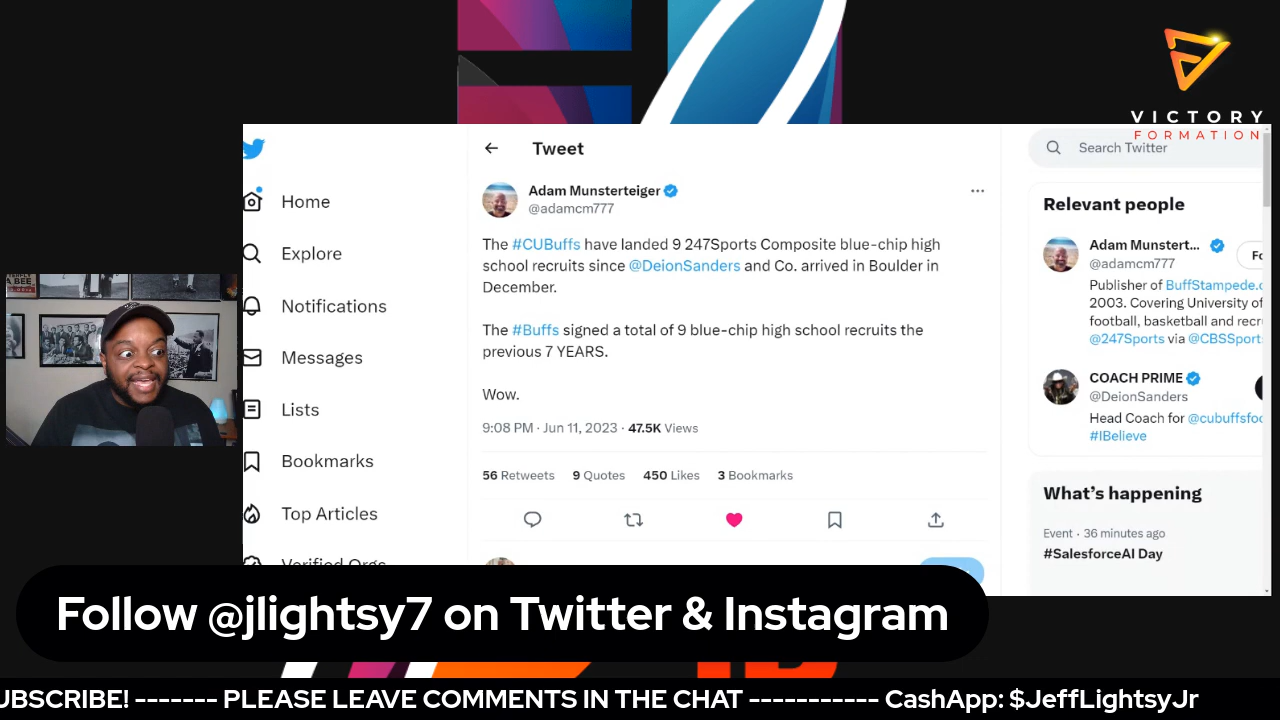 VICTORY
FORMATION
Tweet
Search Twitter
Adam Munsterteiger
@adamcm777
Home
Explore
Notifications
Messages
Lists
Bookmarks
Top Articles
Verified Orgs
The #CUBuffs have landed 9 247Sports Composite blue-chip high
school recruits since @DeionSanders and Co. arrived in Boulder in
December.
The #Buffs signed a total of 9 blue-chip high school recruits the
previous 7 YEARS.
Wow.
9:08 PM · Jun 11, 2023 · 47.5K Views
56 Retweets 9 Quotes 450 Likes 3 Bookmarks
Relevant people
Adam Munstert...
@adamcm777
Fo
Publisher of BuffStampede.c
2003. Covering University of
football, basketball and recr
@247Sports via @CBSSport
COACH PRIME
@DeionSanders
Head Coach for @cubuffsfoo
#IBelieve
What's happening
Event · 36 minutes ago
#SalesforceAI Day
Follow @jlightsy7 on Twitter & Instagram
UBSCRIBE! ------- PLEASE LEAVE COMMENTS IN THE CHAT ----------- CashApp: $JeffLightsyJr